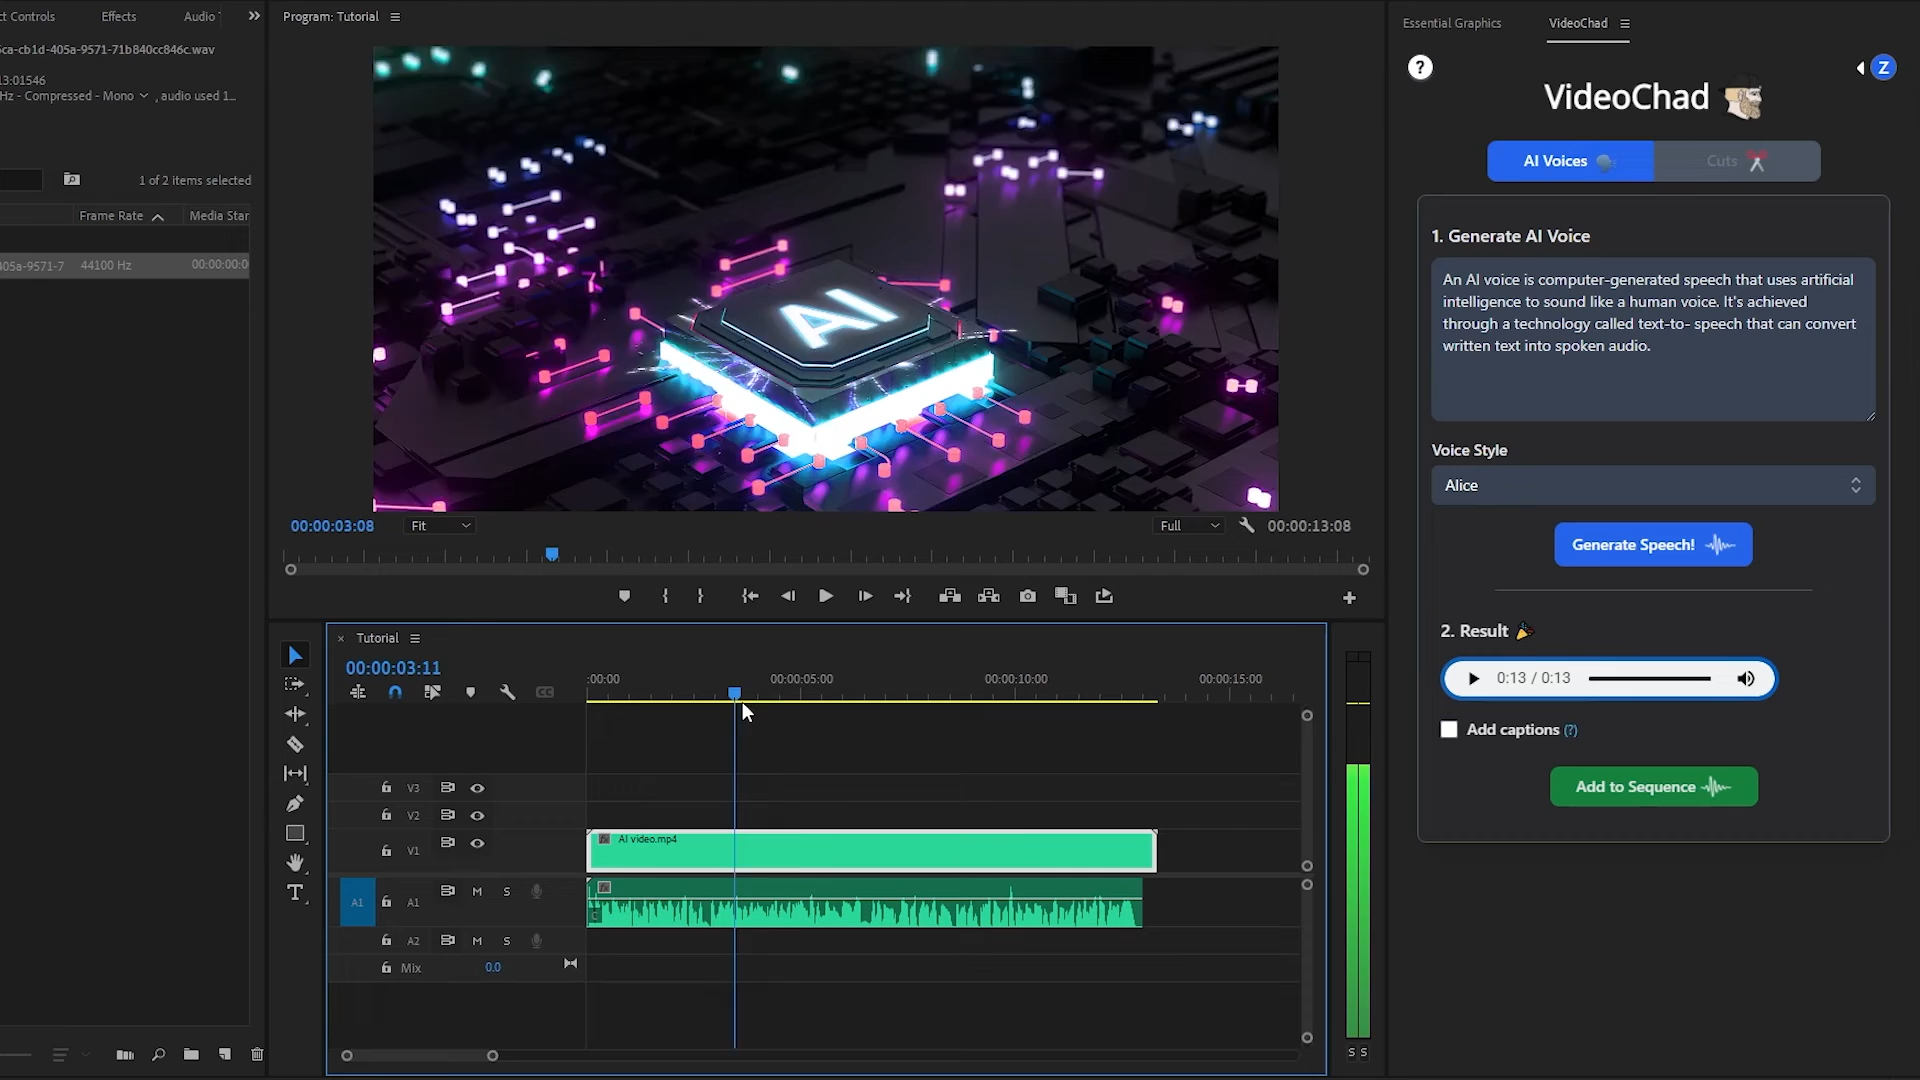 ct Controls
Effects
Audio
5ca-cb1d-405a-9571-71b840cc846c.wav
13:01546
Hz - Compressed - Mono
, audio used 1...
1 of 2 items selected
Frame Rate
Media Star
405a-9571-7
44100 Hz
00:00:00:0
Program: Tutorial
AI
00:00:03:08
Fit
Full
00:00:13:08
Tutorial
00:00:03:11
:00:00
00:00:05:00
00:00:10:00
00:00:15:00
V3
V2
V1
AI video.mp4
fx
A1
A1
M
S
A2
M
S
Mix
0.0
S S
Essential Graphics
VideoChad
?
Z
VideoChad
AI Voices
Cuts
1. Generate AI Voice
An AI voice is computer-generated speech that uses artificial
intelligence to sound like a human voice. It's achieved
through a technology called text-to- speech that can convert
written text into spoken audio.
Voice Style
Alice
Generate Speech!
2. Result
0:13 / 0:13
Add captions (?)
Add to Sequence